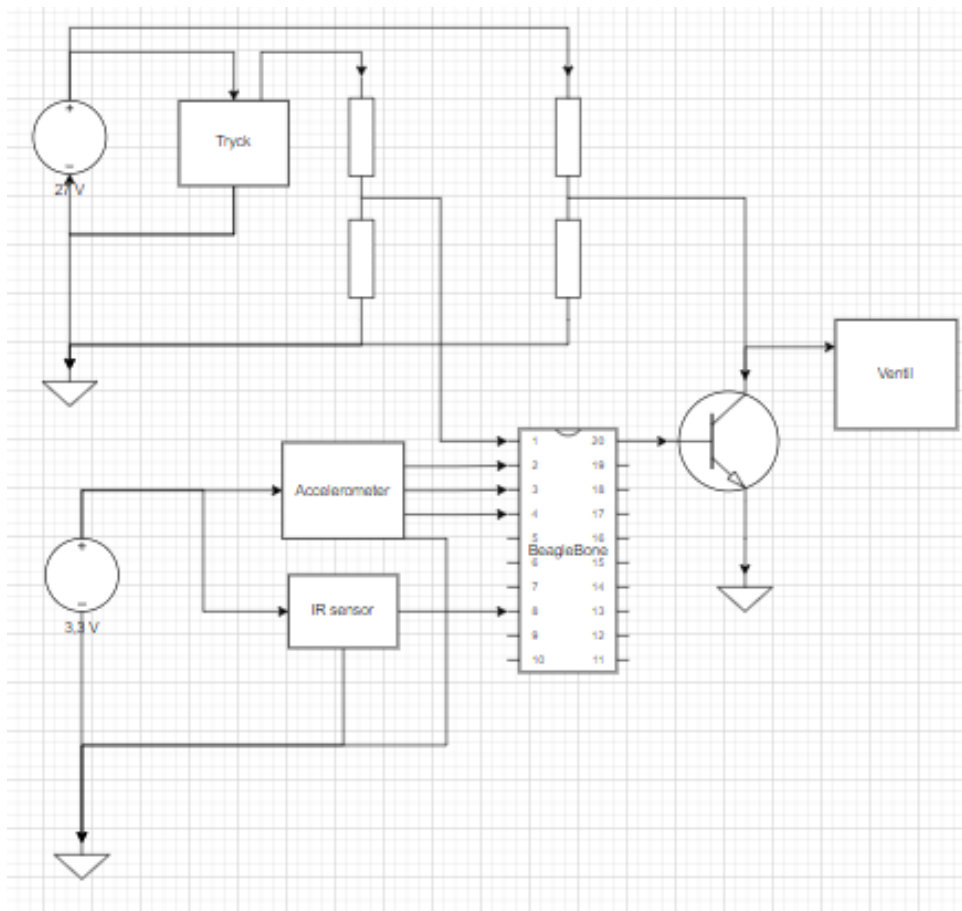 +
Tryck
−
27 V
Ventil
1 20
2 19
3 18
4 17
5 16
BeagleBone
6 15
7 14
8 13
9 12
10 11
Accelerometer
+
IR sensor
−
3,3 V